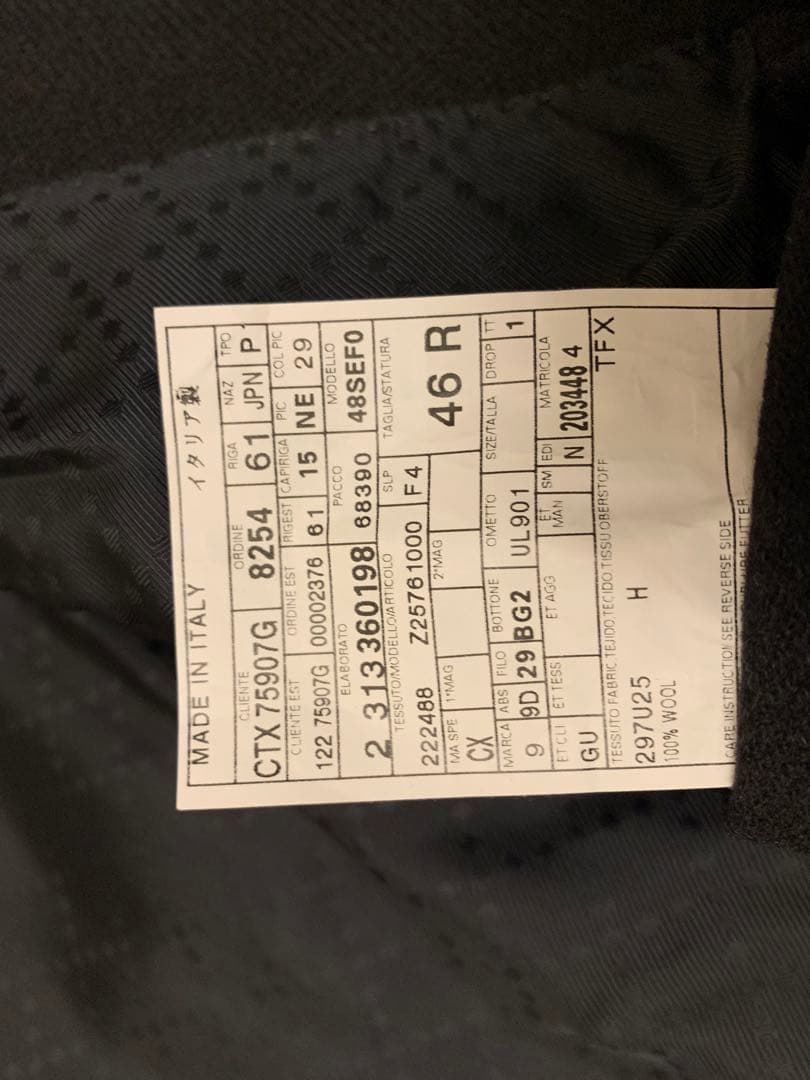 MADE IN ITALY イタリア製
CLIENTE ORDINE RIGA NAZ TPO
CTX 75907G 8254 61 JPN P
CLIENTE EST ORDINE EST RIGEST CAPIRIGA PIC COL PIC
122 75907G 00002376 61 15 NE 29
ELABORATO PACCO MODELLO
2 313360198 68390 48SEF0
TESSUTO/MODELLO/ARTICOLO SLP TAGLIA/STATURA
222488 Z25761000 F4 46 R
MA SPE 1°MAG 2°MAG
CX
MARCA ABS FILO BOTTONE OMETTO SIZE/TALLA DROP TT
9 9D 29 BG2 UL901 1
ET CLI ET TESS ET AGG ET MAN SM EDI MATRICOLA
GU N 203448 4
TESSUTO FABRIC,TEJIDO,TECIDO,TISSU,OBERSTOFF TFX
297U25 H
100% WOOL
CARE INSTRUCTION SEE REVERSE SIDE